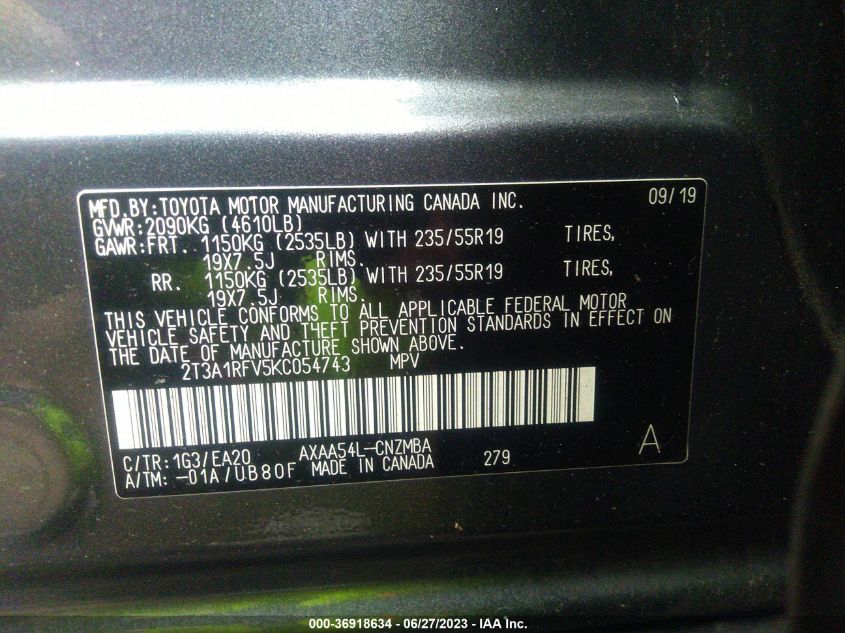 MFD.BY:TOYOTA MOTOR MANUFACTURING CANADA INC. 09/19
GVWR:2090KG (4610LB)
GAWR:FRT. 1150KG (2535LB) WITH 235/55R19 TIRES,
19X7.5J RIMS.
RR. 1150KG (2535LB) WITH 235/55R19 TIRES,
19X7.5J RIMS.
THIS VEHICLE CONFORMS TO ALL APPLICABLE FEDERAL MOTOR
VEHICLE SAFETY AND THEFT PREVENTION STANDARDS IN EFFECT ON
THE DATE OF MANUFACTURE SHOWN ABOVE.
2T3A1RFV5KC054743 MPV
C/TR:1G3/EA20 AXAA54L-CNZMBA 279 A
A/TM:-01A/UB80F MADE IN CANADA
000-36918634 - 06/27/2023 - IAA Inc.